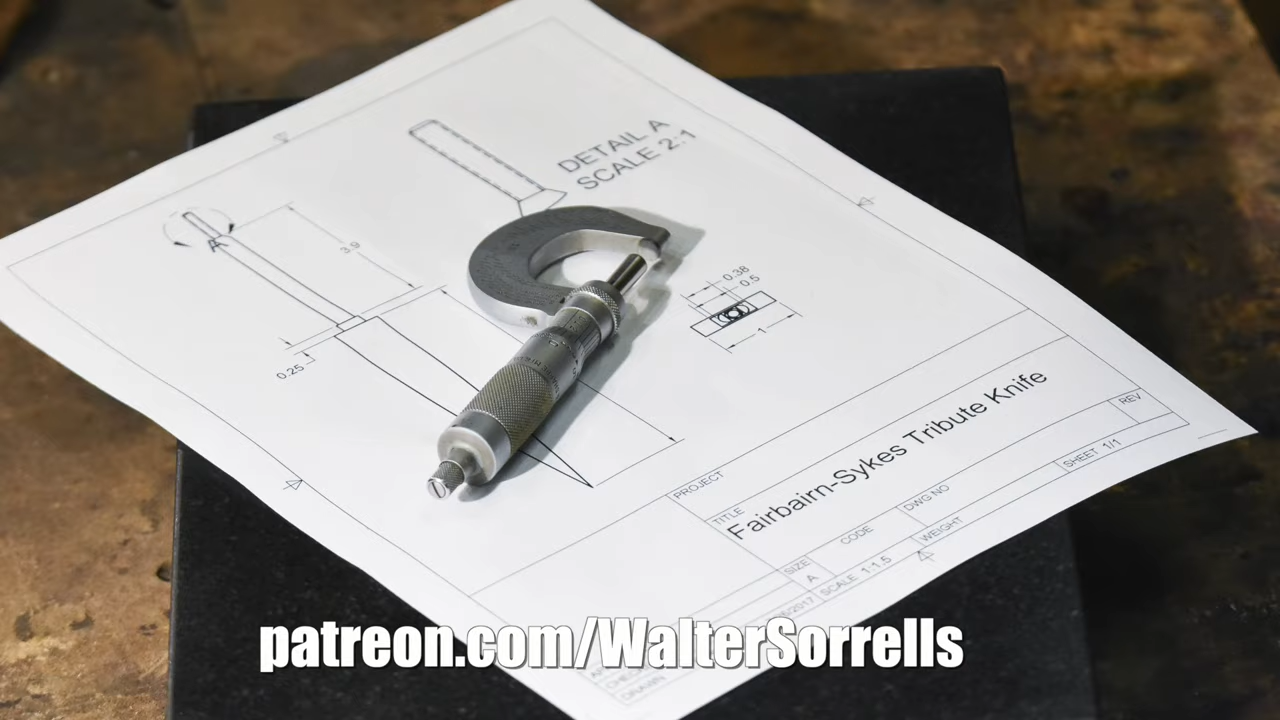 DETAIL A
SCALE 2:1
A
3.9
0.25
0.38
0.5
1
PROJECT
TITLE
Fairbairn-Sykes Tribute Knife
SIZE
A
CODE
DWG NO
REV
SCALE 1:1.5
WEIGHT
SHEET 1/1
DRAWN
patreon.com/WalterSorrells